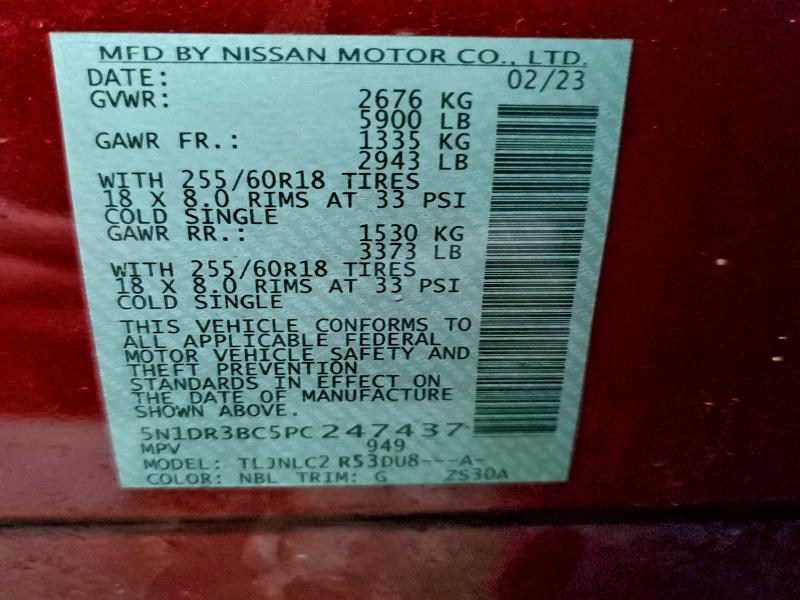 MFD BY NISSAN MOTOR CO., LTD.
DATE: 02/23
GVWR: 2676 KG
5900 LB
GAWR FR.: 1335 KG
2943 LB
WITH 255/60R18 TIRES
18 X 8.0 RIMS AT 33 PSI
COLD SINGLE
GAWR RR.: 1530 KG
3373 LB
WITH 255/60R18 TIRES
18 X 8.0 RIMS AT 33 PSI
COLD SINGLE
THIS VEHICLE CONFORMS TO
ALL APPLICABLE FEDERAL
MOTOR VEHICLE SAFETY AND
THEFT PREVENTION
STANDARDS IN EFFECT ON
THE DATE OF MANUFACTURE
SHOWN ABOVE.
5N1DR3BC5PC247437
MPV 949
MODEL: TLJNLC2 R53DU8---A-
COLOR: NBL TRIM: G ZS30A